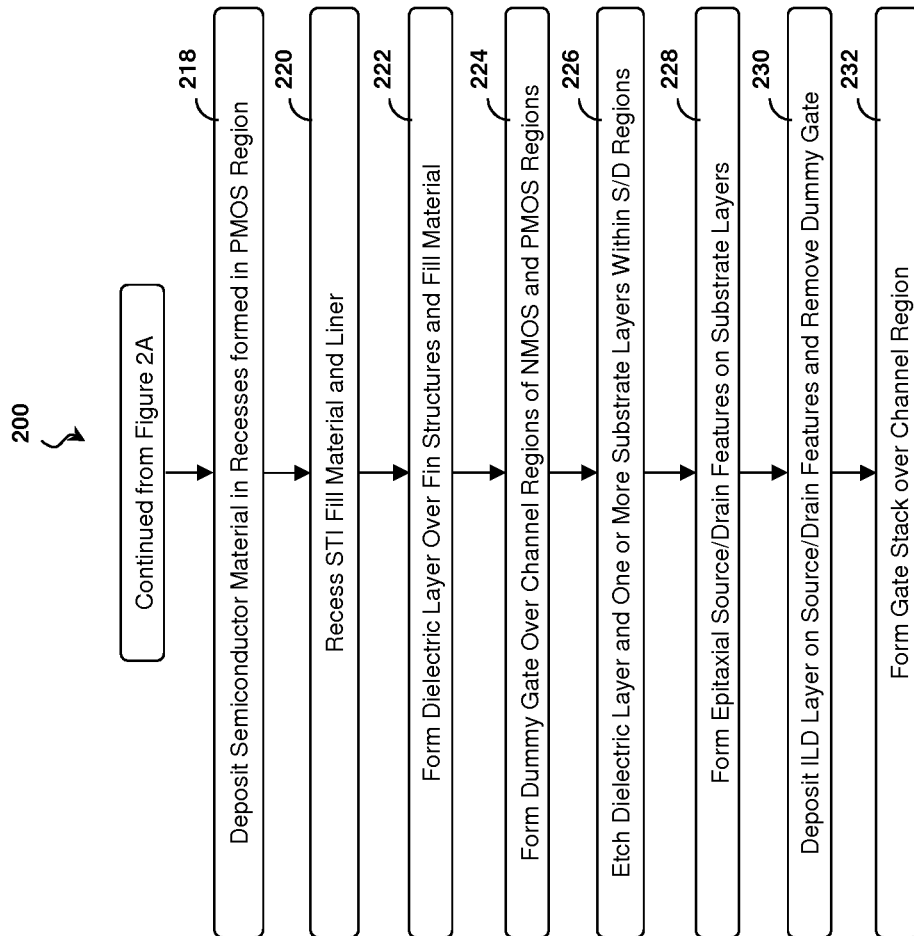 200
Continued from Figure 2A
218
Deposit Semiconductor Material in Recesses formed in PMOS Region
220
Recess STI Fill Material and Liner
222
Form Dielectric Layer Over Fin Structures and Fill Material
224
Form Dummy Gate Over Channel Regions of NMOS and PMOS Regions
226
Etch Dielectric Layer and One or More Substrate Layers Within S/D Regions
228
Form Epitaxial Source/Drain Features on Substrate Layers
230
Deposit ILD Layer on Source/Drain Features and Remove Dummy Gate
232
Form Gate Stack over Channel Region